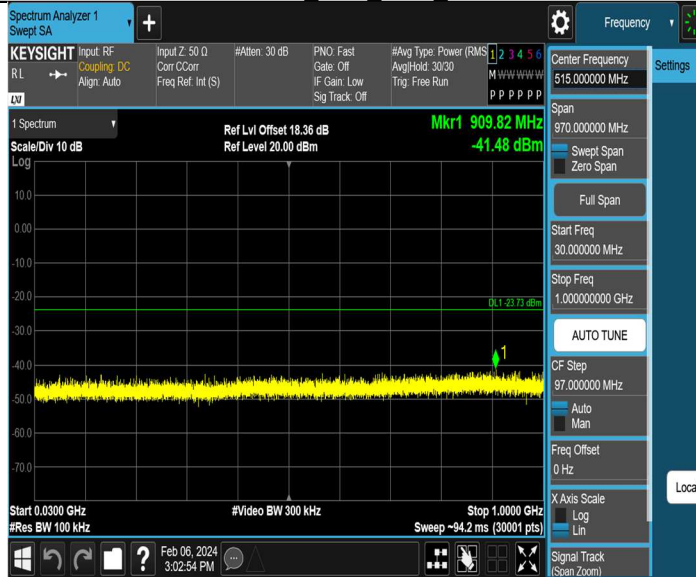 Spectrum Analyzer 1
Swept SA
Frequency
KEYSIGHT
RL
LXI
Input: RF
Coupling: DC
Align: Auto
Input Z: 50 Ω
Corr CCorr
Freq Ref: Int (S)
#Atten: 30 dB
PNO: Fast
Gate: Off
IF Gain: Low
Sig Track: Off
#Avg Type: Power (RMS
Avg|Hold: 30/30
Trig: Free Run
1 2 3 4 5 6
M W W W W W
P P P P P P
1 Spectrum
Scale/Div 10 dB
Log
Ref Lvl Offset 18.36 dB
Ref Level 20.00 dBm
Mkr1 909.82 MHz
-41.48 dBm
10.0
0.00
-10.0
-20.0
DL1 -23.73 dBm
-30.0
1
-40.0
-50.0
-60.0
-70.0
Start 0.0300 GHz
#Res BW 100 kHz
#Video BW 300 kHz
Stop 1.0000 GHz
Sweep ~94.2 ms (30001 pts)
Feb 06, 2024
3:02:54 PM
?
Center Frequency
515.000000 MHz
Span
970.000000 MHz
Swept Span
Zero Span
Full Span
Start Freq
30.000000 MHz
Stop Freq
1.000000000 GHz
AUTO TUNE
CF Step
97.000000 MHz
Auto
Man
Freq Offset
0 Hz
X Axis Scale
Log
Lin
Signal Track
(Span Zoom)
Settings
Loca